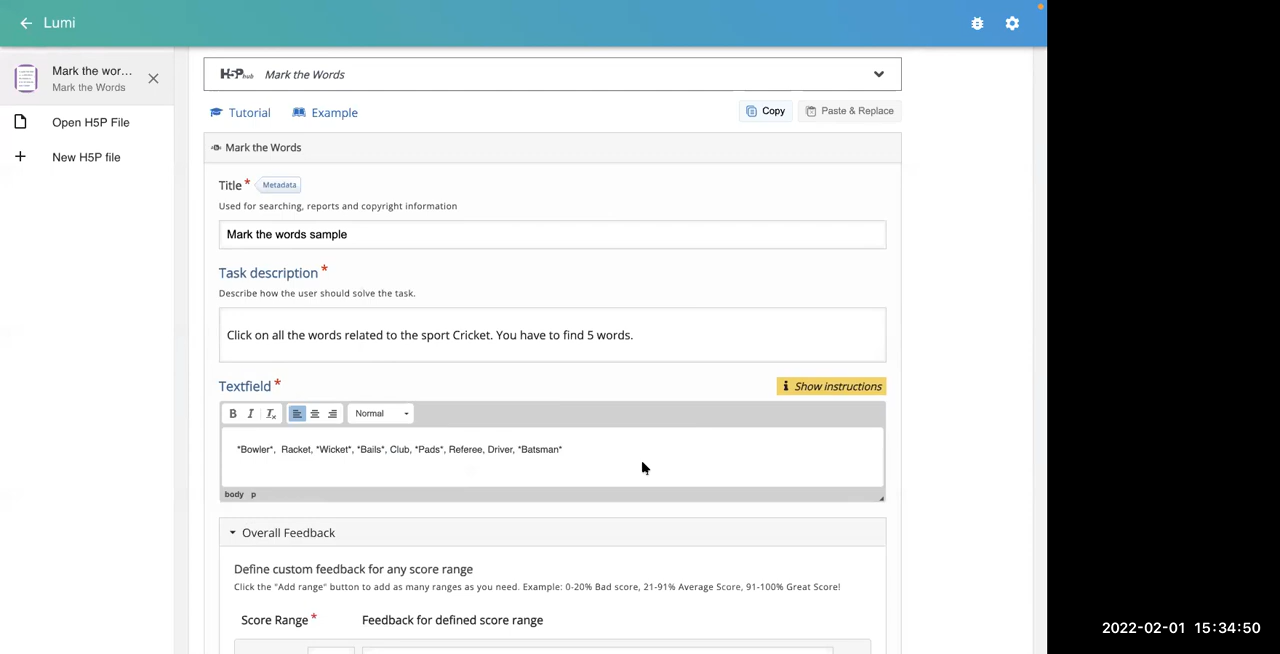 Lumi
Mark the wor...
Mark the Words
Open H5P File
New H5P file
H5P hub Mark the Words
Tutorial Example Copy Paste & Replace
Mark the Words
Title * Metadata
Used for searching, reports and copyright information
Mark the words sample
Task description *
Describe how the user should solve the task.
Click on all the words related to the sport Cricket. You have to find 5 words.
Textfield * Show instructions
B I Tx Normal
*Bowler*, Racket, *Wicket*, *Bails*, Club, *Pads*, Referee, Driver, *Batsman*
body p
Overall Feedback
Define custom feedback for any score range
Click the "Add range" button to add as many ranges as you need. Example: 0-20% Bad score, 21-91% Average Score, 91-100% Great Score!
Score Range * Feedback for defined score range
2022-02-01 15:34:50